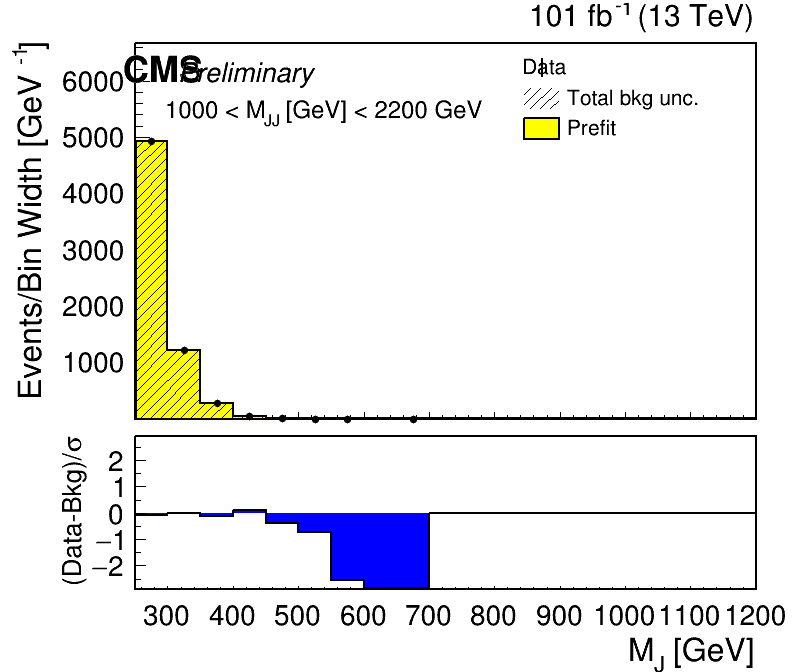 101 fb⁻¹ (13 TeV)
CMS Preliminary
1000 < M_JJ [GeV] < 2200 GeV
Data
Total bkg unc.
Prefit
Events/Bin Width [GeV⁻¹]
6000
5000
4000
3000
2000
1000
(Data-Bkg)/σ
2
1
0
−1
−2
300 400 500 600 700 800 900 1000 1100 1200
M_J [GeV]